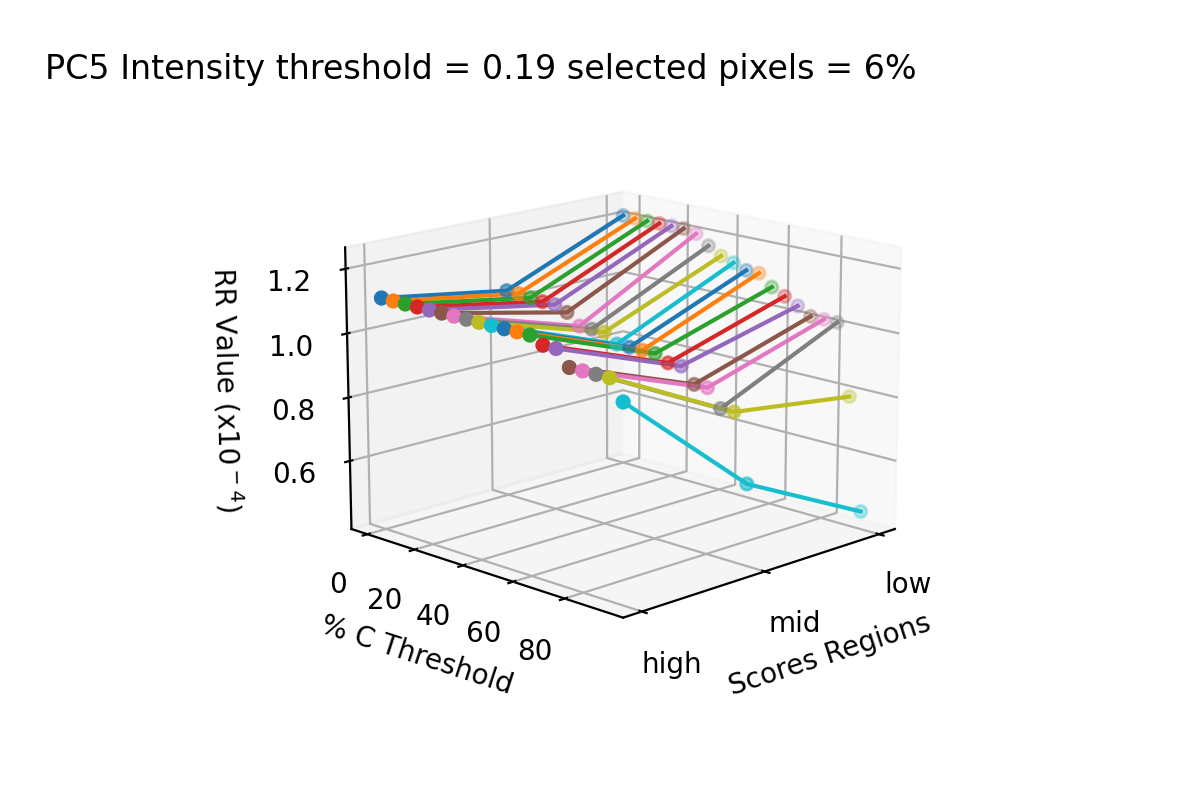 PC5 Intensity threshold = 0.19 selected pixels = 6%
RR Value (x10⁻⁴)
1.2
1.0
0.8
0.6
0
20
40
60
80
% C Threshold
high
mid
low
Scores Regions